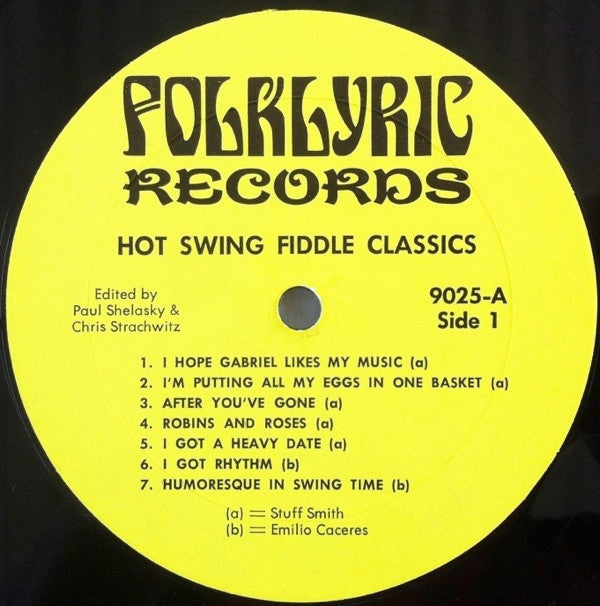 FOLKLYRIC
RECORDS
HOT SWING FIDDLE CLASSICS
Edited by
Paul Shelasky &
Chris Strachwitz
9025-A
Side 1
1. I HOPE GABRIEL LIKES MY MUSIC (a)
2. I'M PUTTING ALL MY EGGS IN ONE BASKET (a)
3. AFTER YOU'VE GONE (a)
4. ROBINS AND ROSES (a)
5. I GOT A HEAVY DATE (a)
6. I GOT RHYTHM (b)
7. HUMORESQUE IN SWING TIME (b)
(a) = Stuff Smith
(b) = Emilio Caceres